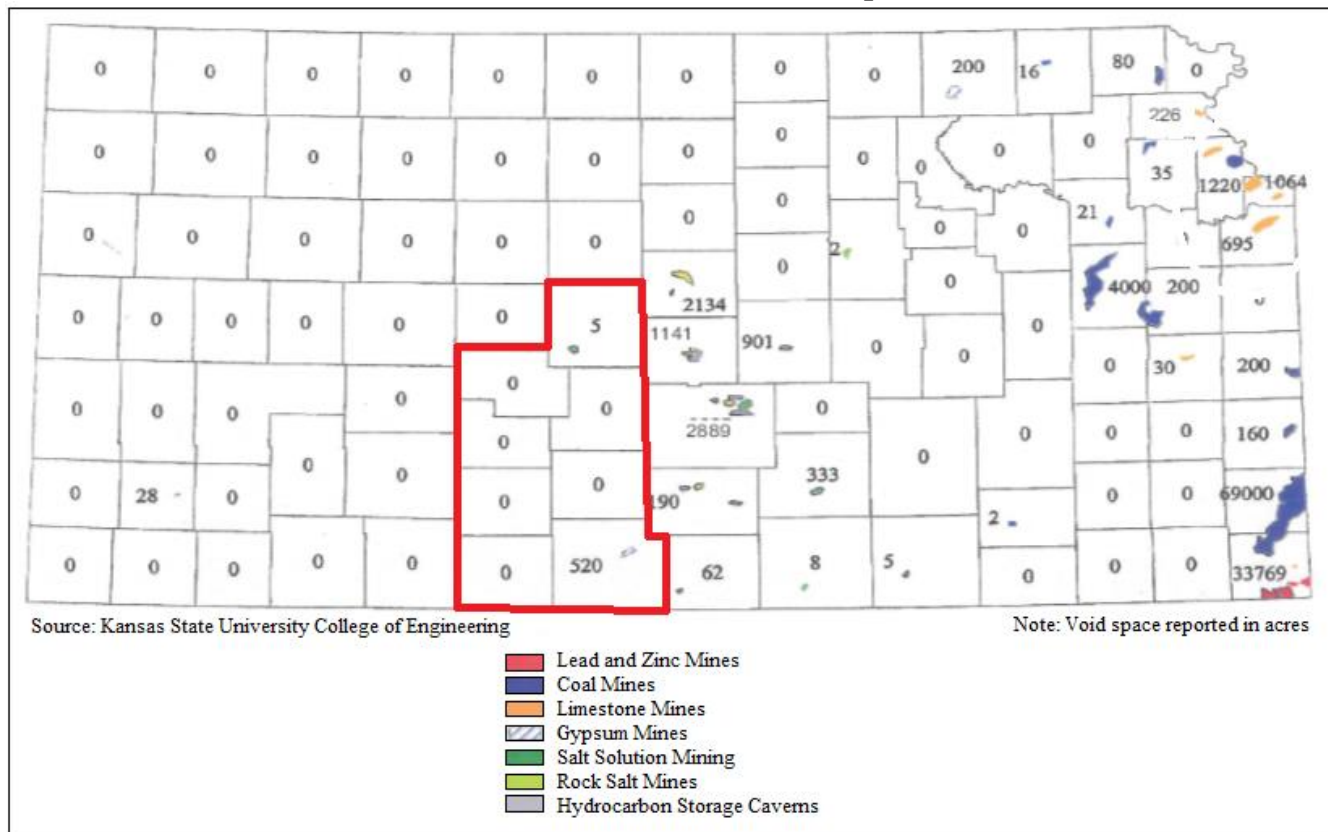 0 0 0 0 0 0 0 0 0 200 16 80 0
226
0
0 0 0 0 0 0 0 0 0 0 0
35
1220 1064
0
0 0 0 21
0 0 0 0 0 2 695
0 0
4000 200
2134
0 0 0 0 0 0 5 0
1141 901 0 0
0 30 200
0
0 0 0 0 0 0
2889 0 0 0 160
0 0
0 0 333
0
0 28 0 0 190 0 0 69000
2
0 0 0 0 0 0 520 62 8 5 0 0 0 33769
Source: Kansas State University College of Engineering
Note: Void space reported in acres
Lead and Zinc Mines
Coal Mines
Limestone Mines
Gypsum Mines
Salt Solution Mining
Rock Salt Mines
Hydrocarbon Storage Caverns